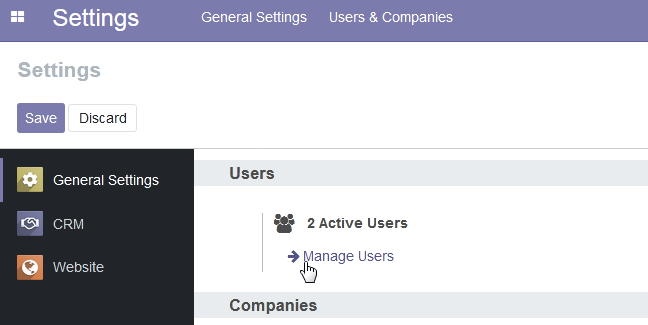 Settings General Settings Users & Companies
Settings
Save Discard
General Settings
CRM
Website
Users
2 Active Users
Manage Users
Companies